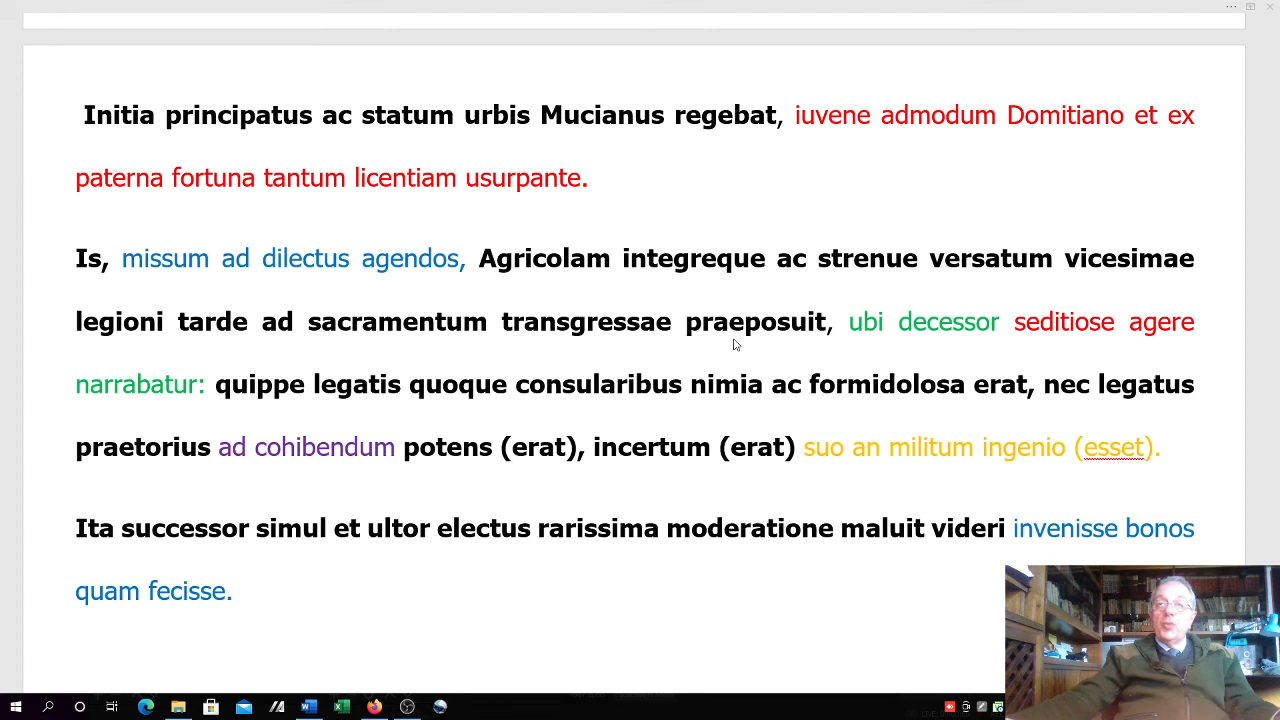 Initia principatus ac statum urbis Mucianus regebat, iuvene admodum Domitiano et ex
paterna fortuna tantum licentiam usurpante.
Is, missum ad dilectus agendos, Agricolam integreque ac strenue versatum vicesimae
legioni tarde ad sacramentum transgressae praeposuit, ubi decessor seditiose agere
narrabatur: quippe legatis quoque consularibus nimia ac formidolosa erat, nec legatus
praetorius ad cohibendum potens (erat), incertum (erat) suo an militum ingenio (esset).
Ita successor simul et ultor electus rarissima moderatione maluit videri invenisse bonos
quam fecisse.